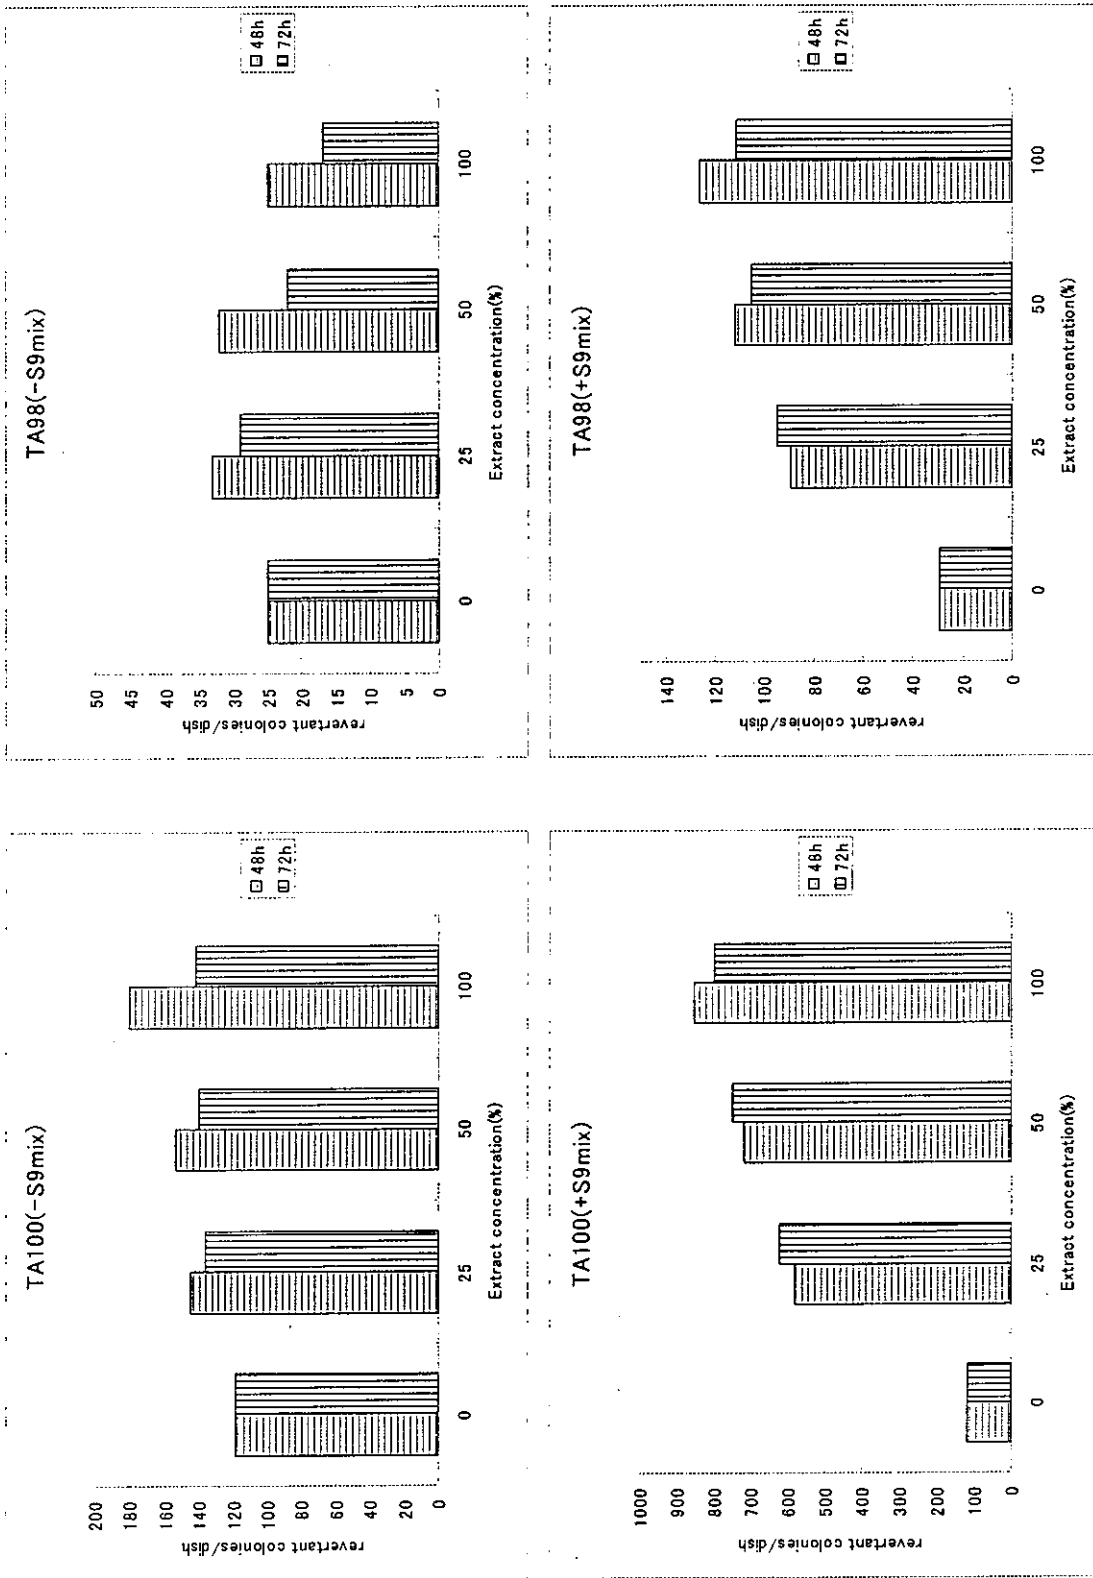 TA100(-S9mix)
revertant colonies/dish
200
180
160
140
120
100
80
60
40
20
0
0
25
50
100
Extract concentration(%)
48h
72h
TA98(-S9mix)
revertant colonies/dish
50
45
40
35
30
25
20
15
10
5
0
0
25
50
100
Extract concentration(%)
48h
72h
TA100(+S9mix)
revertant colonies/dish
1000
900
800
700
600
500
400
300
200
100
0
0
25
50
100
Extract concentration(%)
48h
72h
TA98(+S9mix)
revertant colonies/dish
140
120
100
80
60
40
20
0
0
25
50
100
Extract concentration(%)
48h
72h